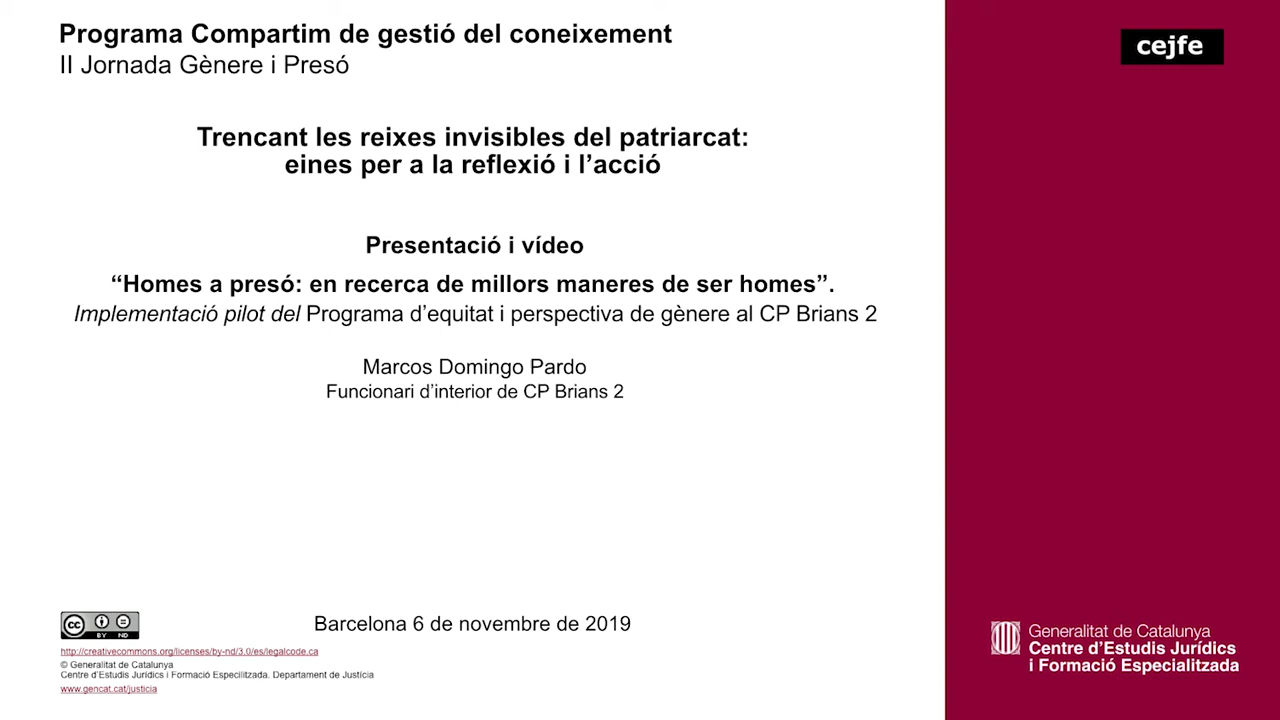 Programa Compartim de gestió del coneixement
II Jornada Gènere i Presó
cejfe
Trencant les reixes invisibles del patriarcat:
eines per a la reflexió i l’acció
Presentació i vídeo
“Homes a presó: en recerca de millors maneres de ser homes”.
Implementació pilot del Programa d’equitat i perspectiva de gènere al CP Brians 2
Marcos Domingo Pardo
Funcionari d’interior de CP Brians 2
Barcelona 6 de novembre de 2019
cc BY ND
http://creativecommons.org/licenses/by-nd/3.0/es/legalcode.ca
© Generalitat de Catalunya
Centre d’Estudis Jurídics i Formació Especilitzada. Departament de Justícia
www.gencat.cat/justicia
Generalitat de Catalunya
Centre d’Estudis Jurídics
i Formació Especialitzada